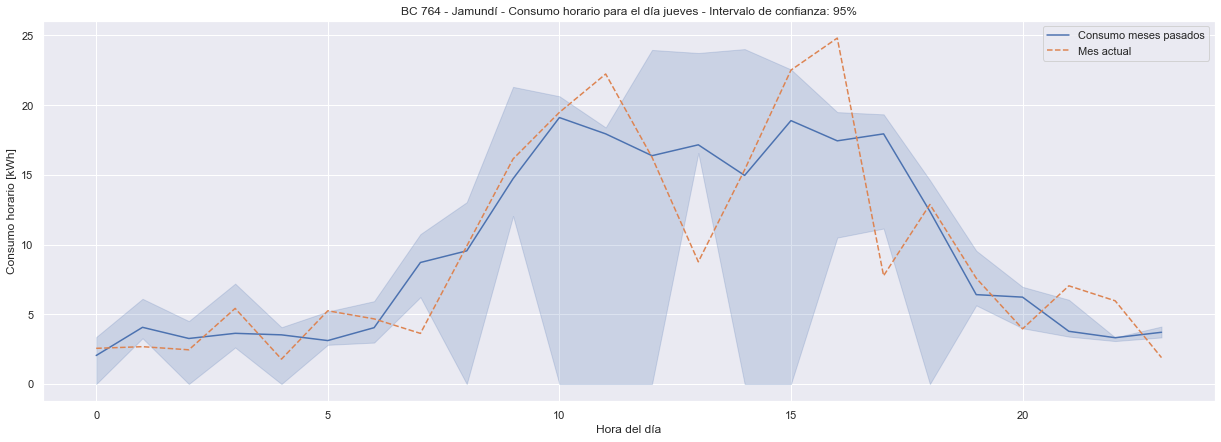 BC 764 - Jamundí - Consumo horario para el día jueves - Intervalo de confianza: 95%
Consumo meses pasados
Mes actual
Consumo horario [kWh]
25
20
15
10
5
0
0 5 10 15 20
Hora del día